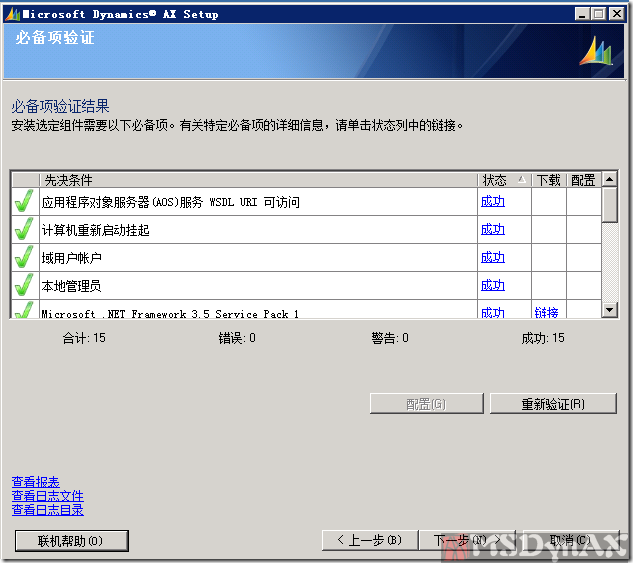 Microsoft Dynamics® AX Setup
必备项验证
必备项验证结果
安装选定组件需要以下必备项。有关特定必备项的详细信息，请单击状态列中的链接。
先决条件 状态 下载 配置
应用程序对象服务器(AOS)服务 WSDL URI 可访问 成功
计算机重新启动挂起 成功
域用户帐户 成功
本地管理员 成功
Microsoft .NET Framework 3.5 Service Pack 1 成功 链接
合计: 15 错误: 0 警告: 0 成功: 15
配置(G) 重新验证(R)
查看报表
查看日志文件
查看日志目录
联机帮助(O) < 上一步(B) 下一步(N) > 取消(C)
MSDynAX